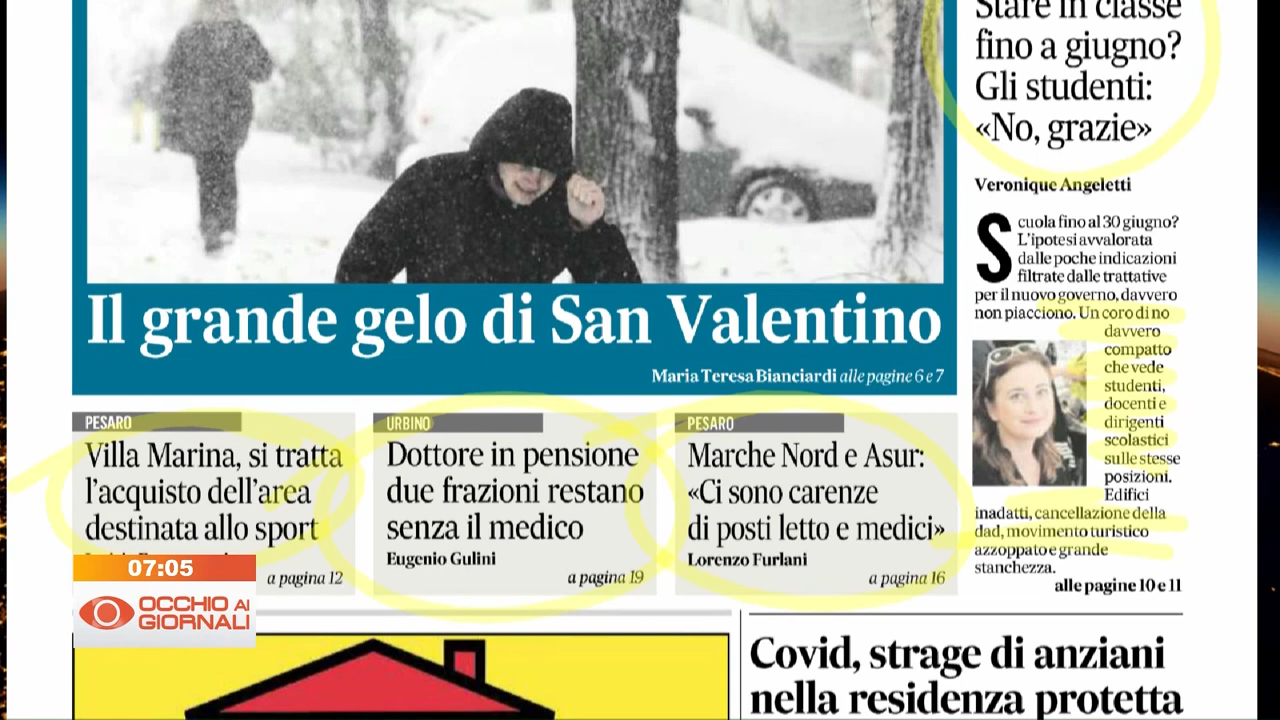 Stare in classe
fino a giugno?
Gli studenti:
«No, grazie»
Veronique Angeletti
Scuola fino al 30 giugno?
L'ipotesi avvalorata
dalle poche indicazioni
filtrate dalle trattative
per il nuovo governo, davvero
non piacciono. Un coro di no
davvero
compatto
che vede
studenti,
docenti e
dirigenti
scolastici
sulle stesse
posizioni.
Edifici
inadatti, cancellazione della
dad, movimento turistico
azzoppato e grande
stanchezza.
alle pagine 10 e 11
Il grande gelo di San Valentino
Maria Teresa Bianciardi alle pagine 6 e 7
PESARO
Villa Marina, si tratta
l'acquisto dell'area
destinata allo sport
a pagina 12
URBINO
Dottore in pensione
due frazioni restano
senza il medico
Eugenio Gulini
a pagina 19
PESARO
Marche Nord e Asur:
«Ci sono carenze
di posti letto e medici»
Lorenzo Furlani
a pagina 16
07:05
OCCHIO AI
GIORNALI
Covid, strage di anziani
nella residenza protetta